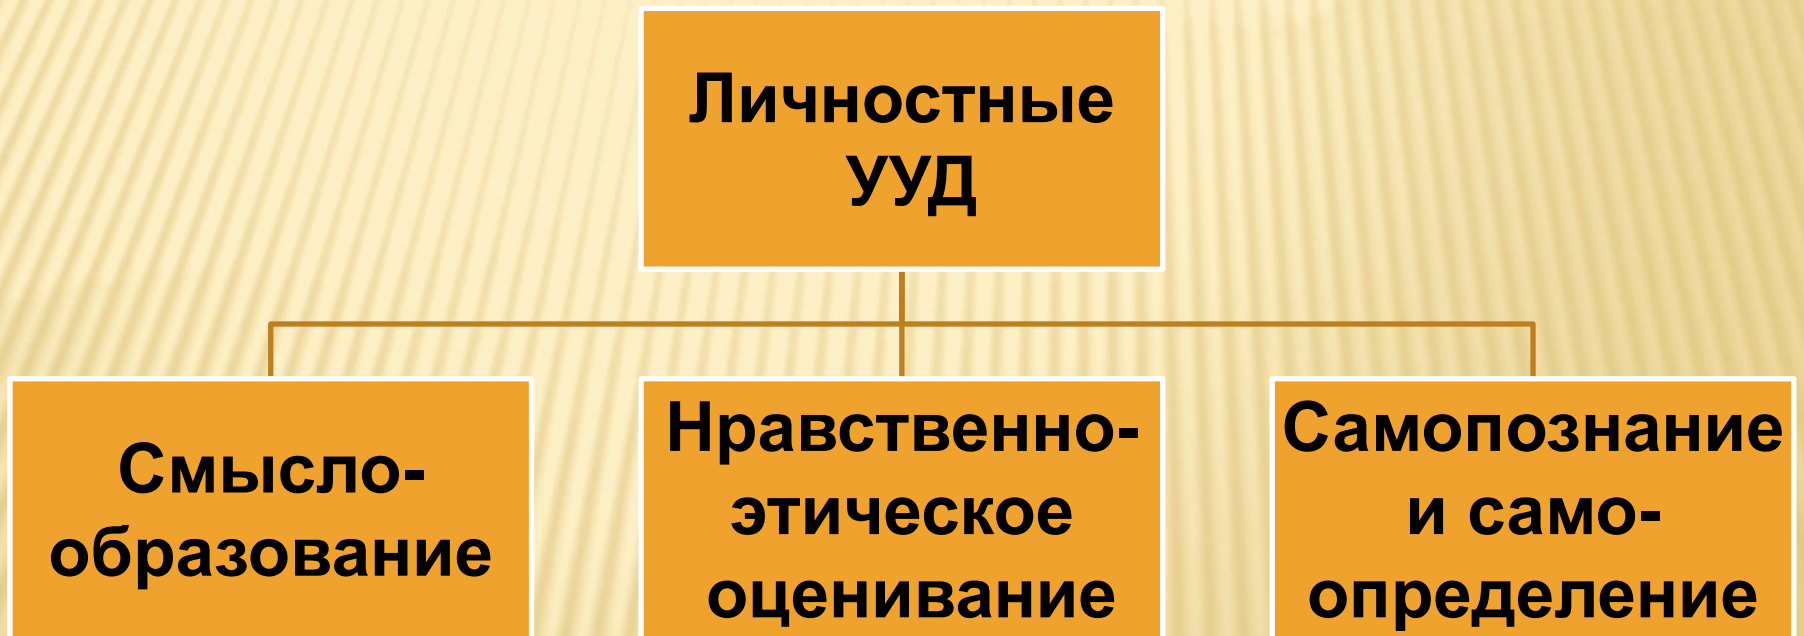 Личностные
УУД
Смысло-
образование
Нравственно-
этическое
оценивание
Самопознание
и само-
определение